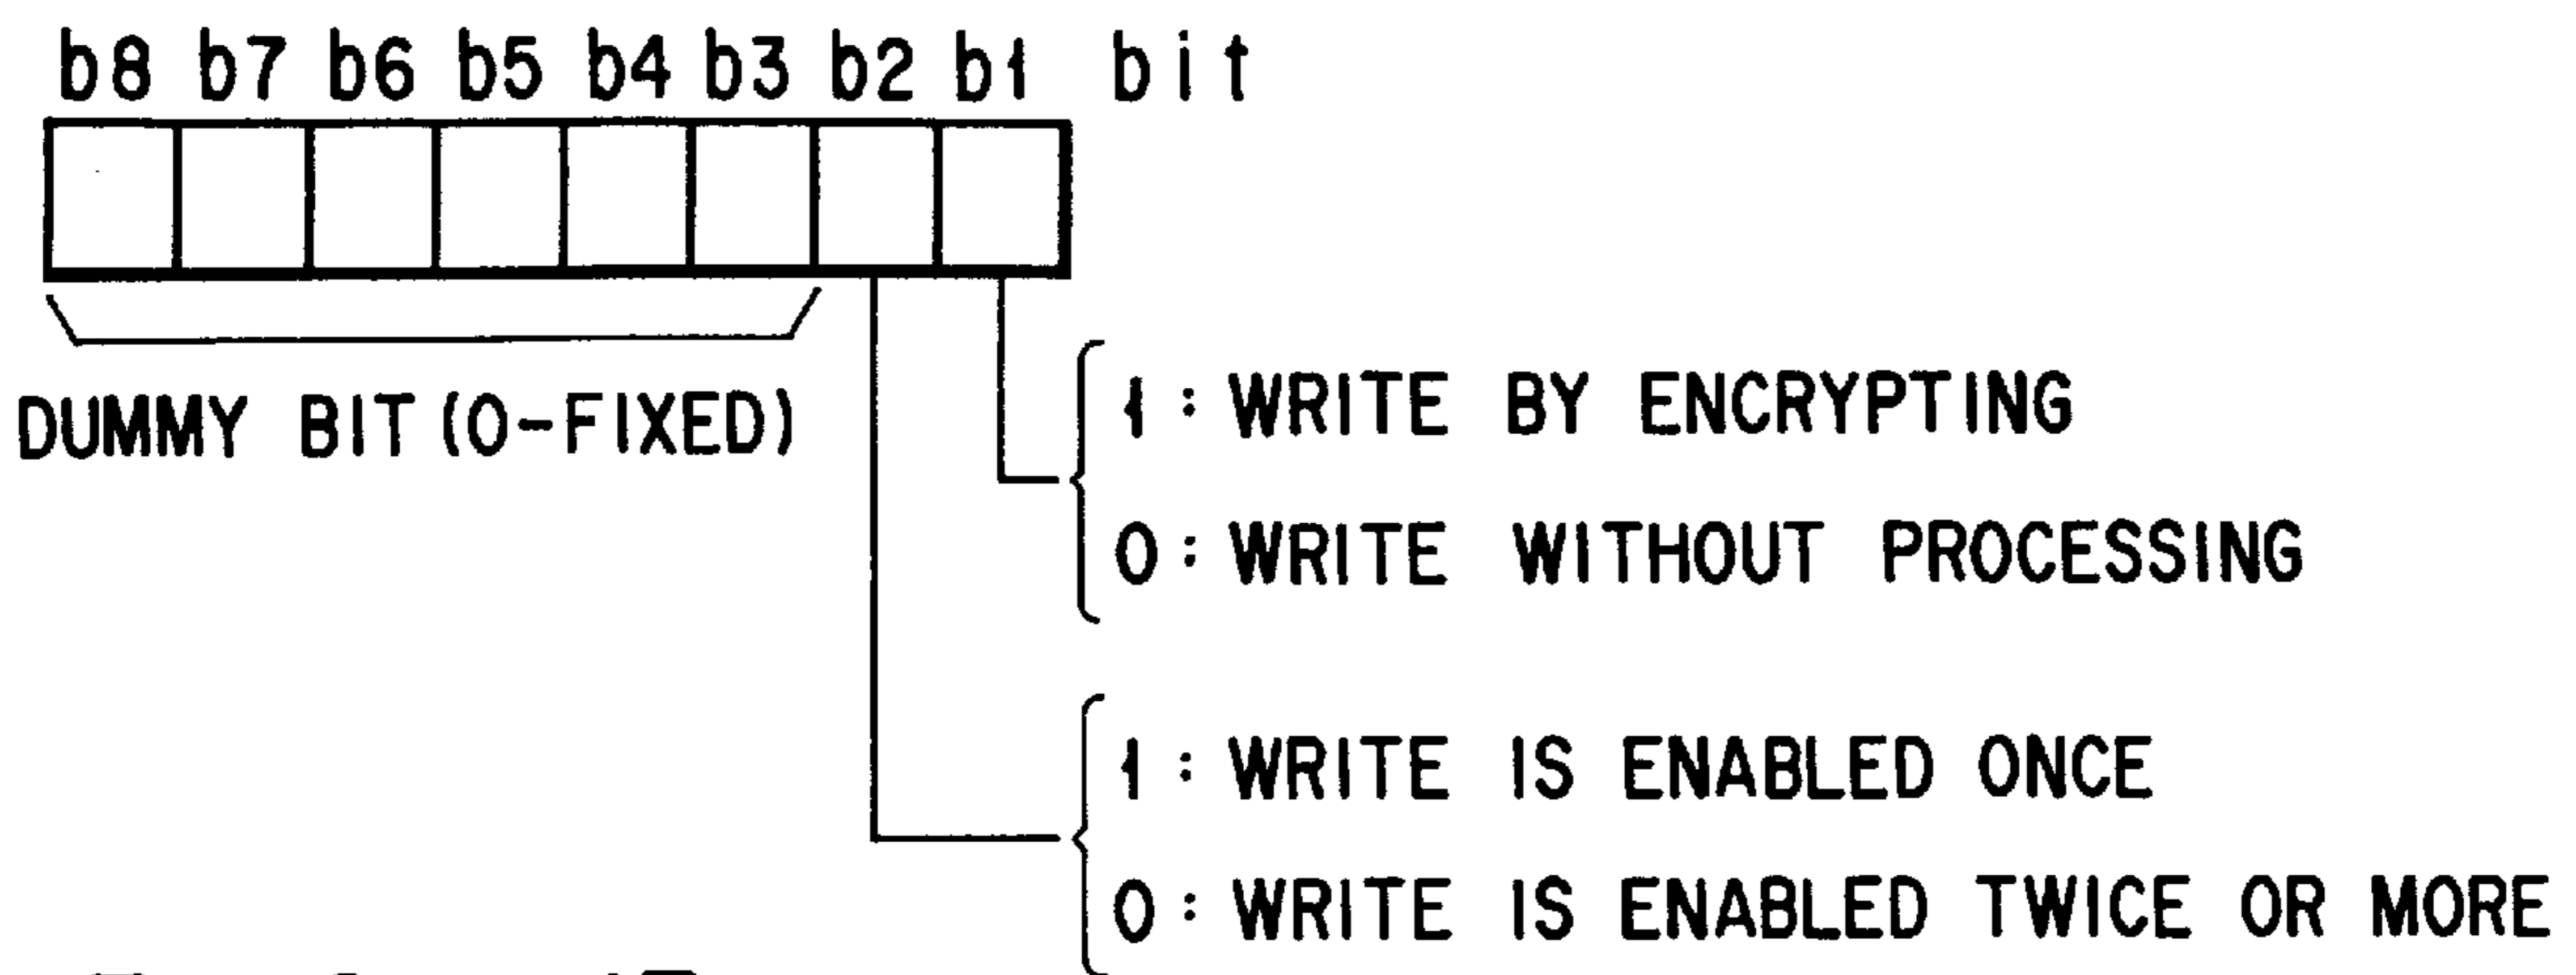 b8 b7 b6 b5 b4 b3 b2 b1 bit
DUMMY BIT (0-FIXED)
1 : WRITE BY ENCRYPTING
0 : WRITE WITHOUT PROCESSING
1 : WRITE IS ENABLED ONCE
0 : WRITE IS ENABLED TWICE OR MORE